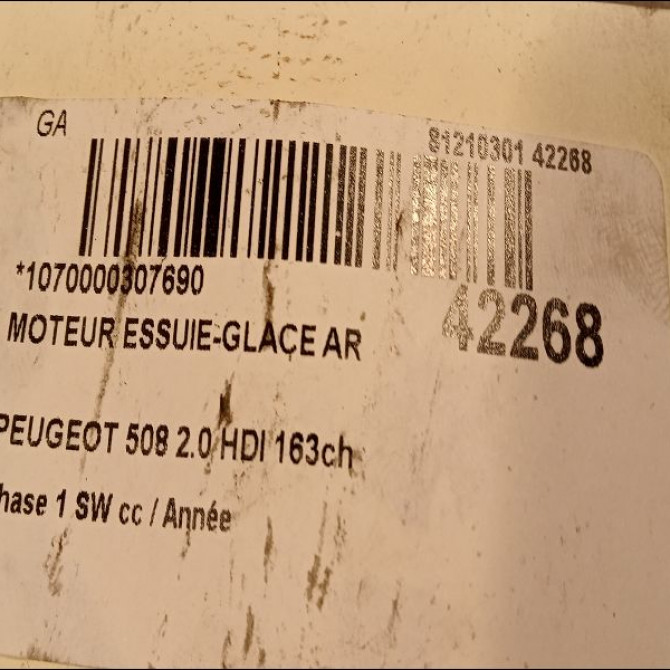 GA
81210301 42268
*1070000307690
42268
MOTEUR ESSUIE-GLACE AR
PEUGEOT 508 2.0 HDI 163ch
hase 1 SW cc / Année